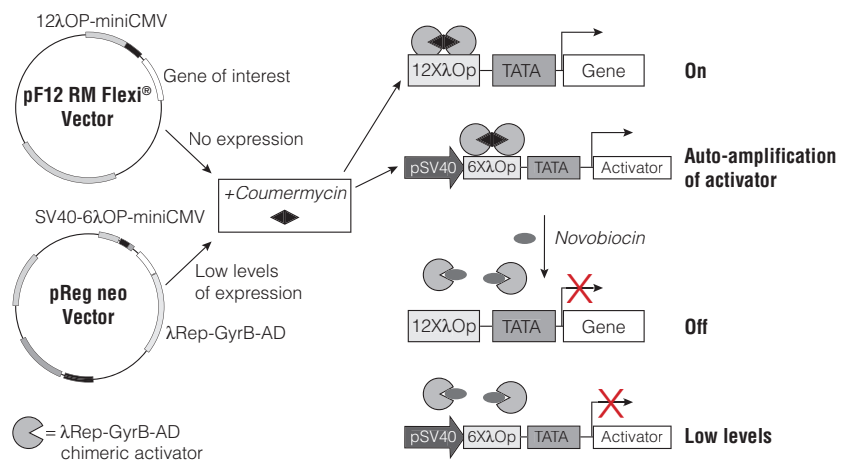 12λOP-miniCMV
Gene of interest
pF12 RM Flexi®
Vector
No expression
SV40-6λOP-miniCMV
+Coumermycin
Low levels
of expression
pReg neo
Vector
λRep-GyrB-AD
= λRep-GyrB-AD
chimeric activator
12XλOp
TATA
Gene
On
pSV40
6XλOp
TATA
Activator
Auto-amplification
of activator
Novobiocin
12XλOp
TATA
Gene
Off
pSV40
6XλOp
TATA
Activator
Low levels